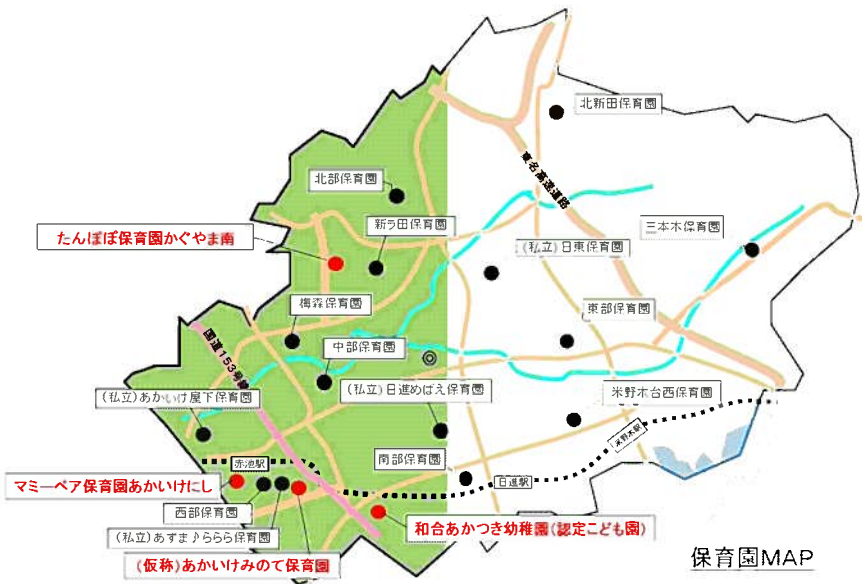 北新田保育園
東名高速道路
北部保育園
新ラ田保育園
三本木保育園
たんぽぽ保育園かぐやま南
(私立)日東保育園
梅森保育園
東部保育園
国道153号線
中部保育園
(私立)日進めばえ保育園
米野木台西保育園
(私立)あかいけ屋下保育園
米野木駅
赤池駅
南部保育園
日進駅
マミーベア保育園あかいけにし
西部保育園
(私立)あずま♪ららら保育園
和合あかつき幼稚園(認定こども園)
(仮称)あかいけみのて保育園
保育園MAP